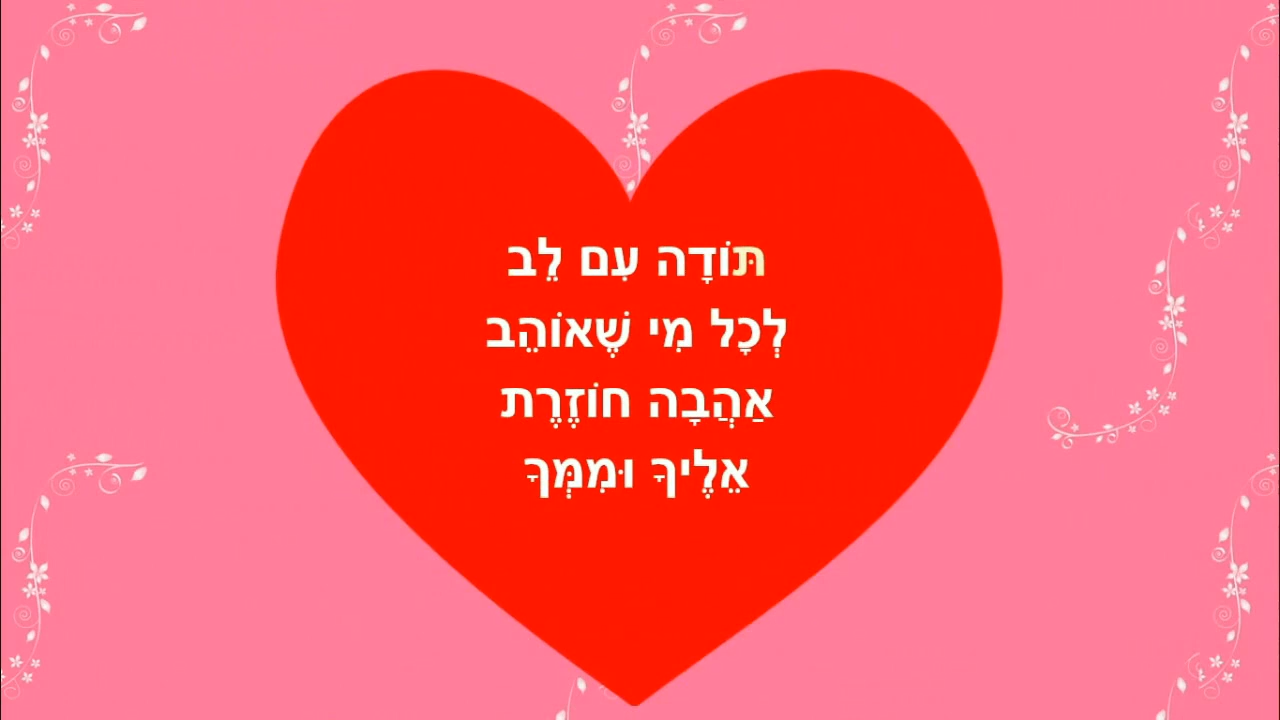 תּוֹדָה עִם לֵב
לְכָל מִי שֶׁאוֹהֵב
אַהֲבָה חוֹזֶרֶת
אֵלֶיךָ וּמִמְּךָ